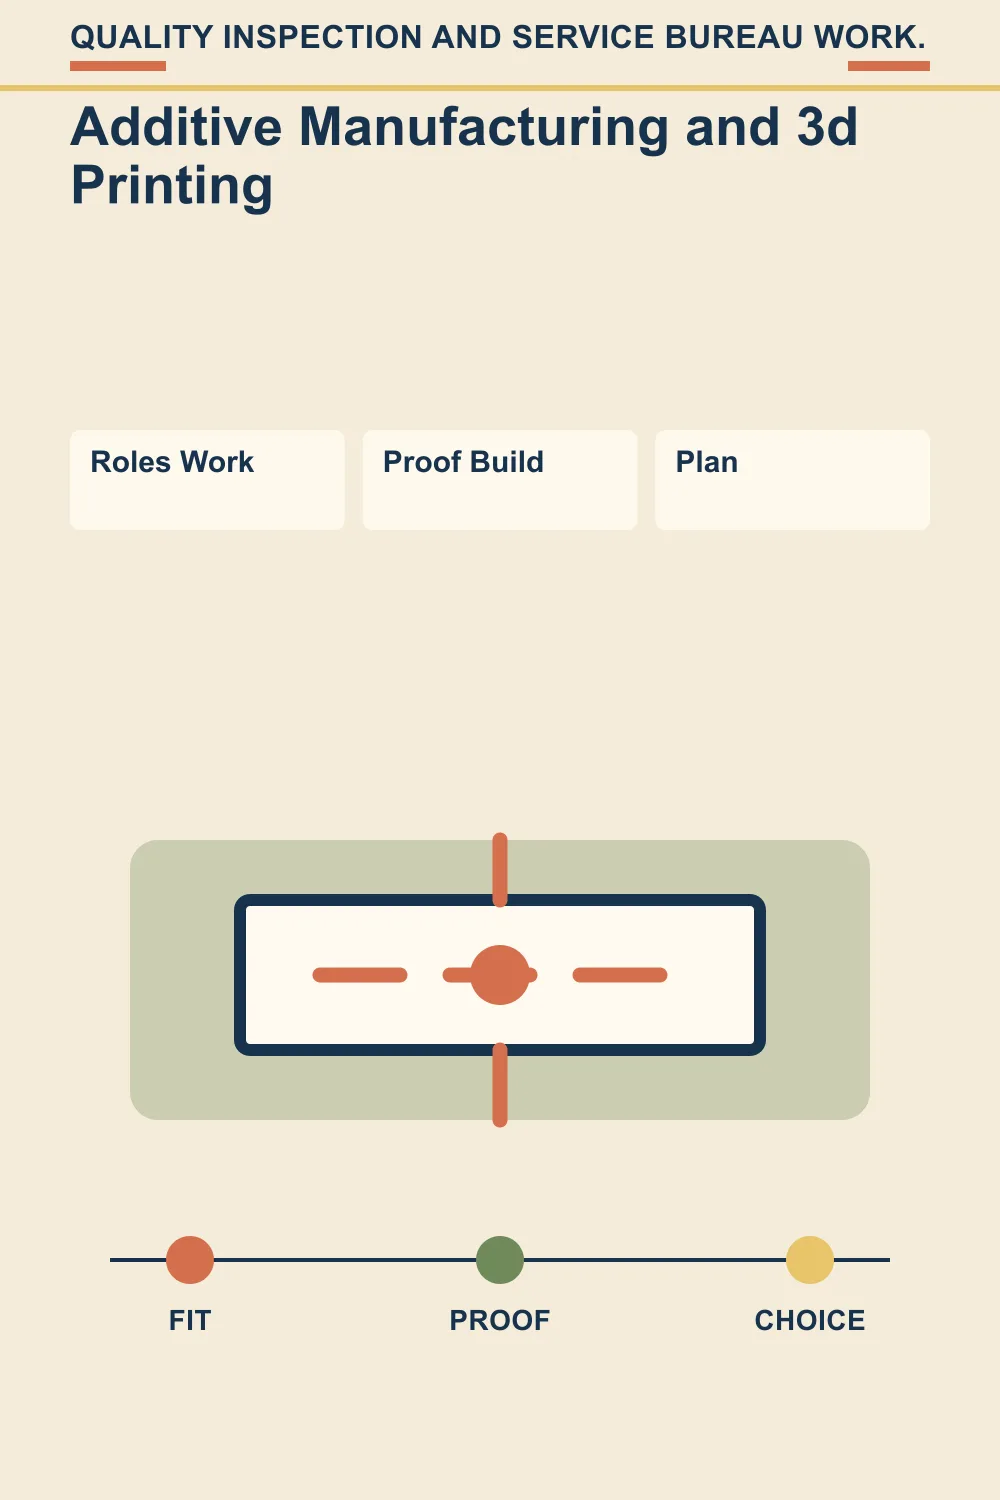 QUALITY INSPECTION AND SERVICE BUREAU WORK.
Additive Manufacturing and 3d
Printing
Roles Work
Proof Build
Plan
FIT
PROOF
CHOICE